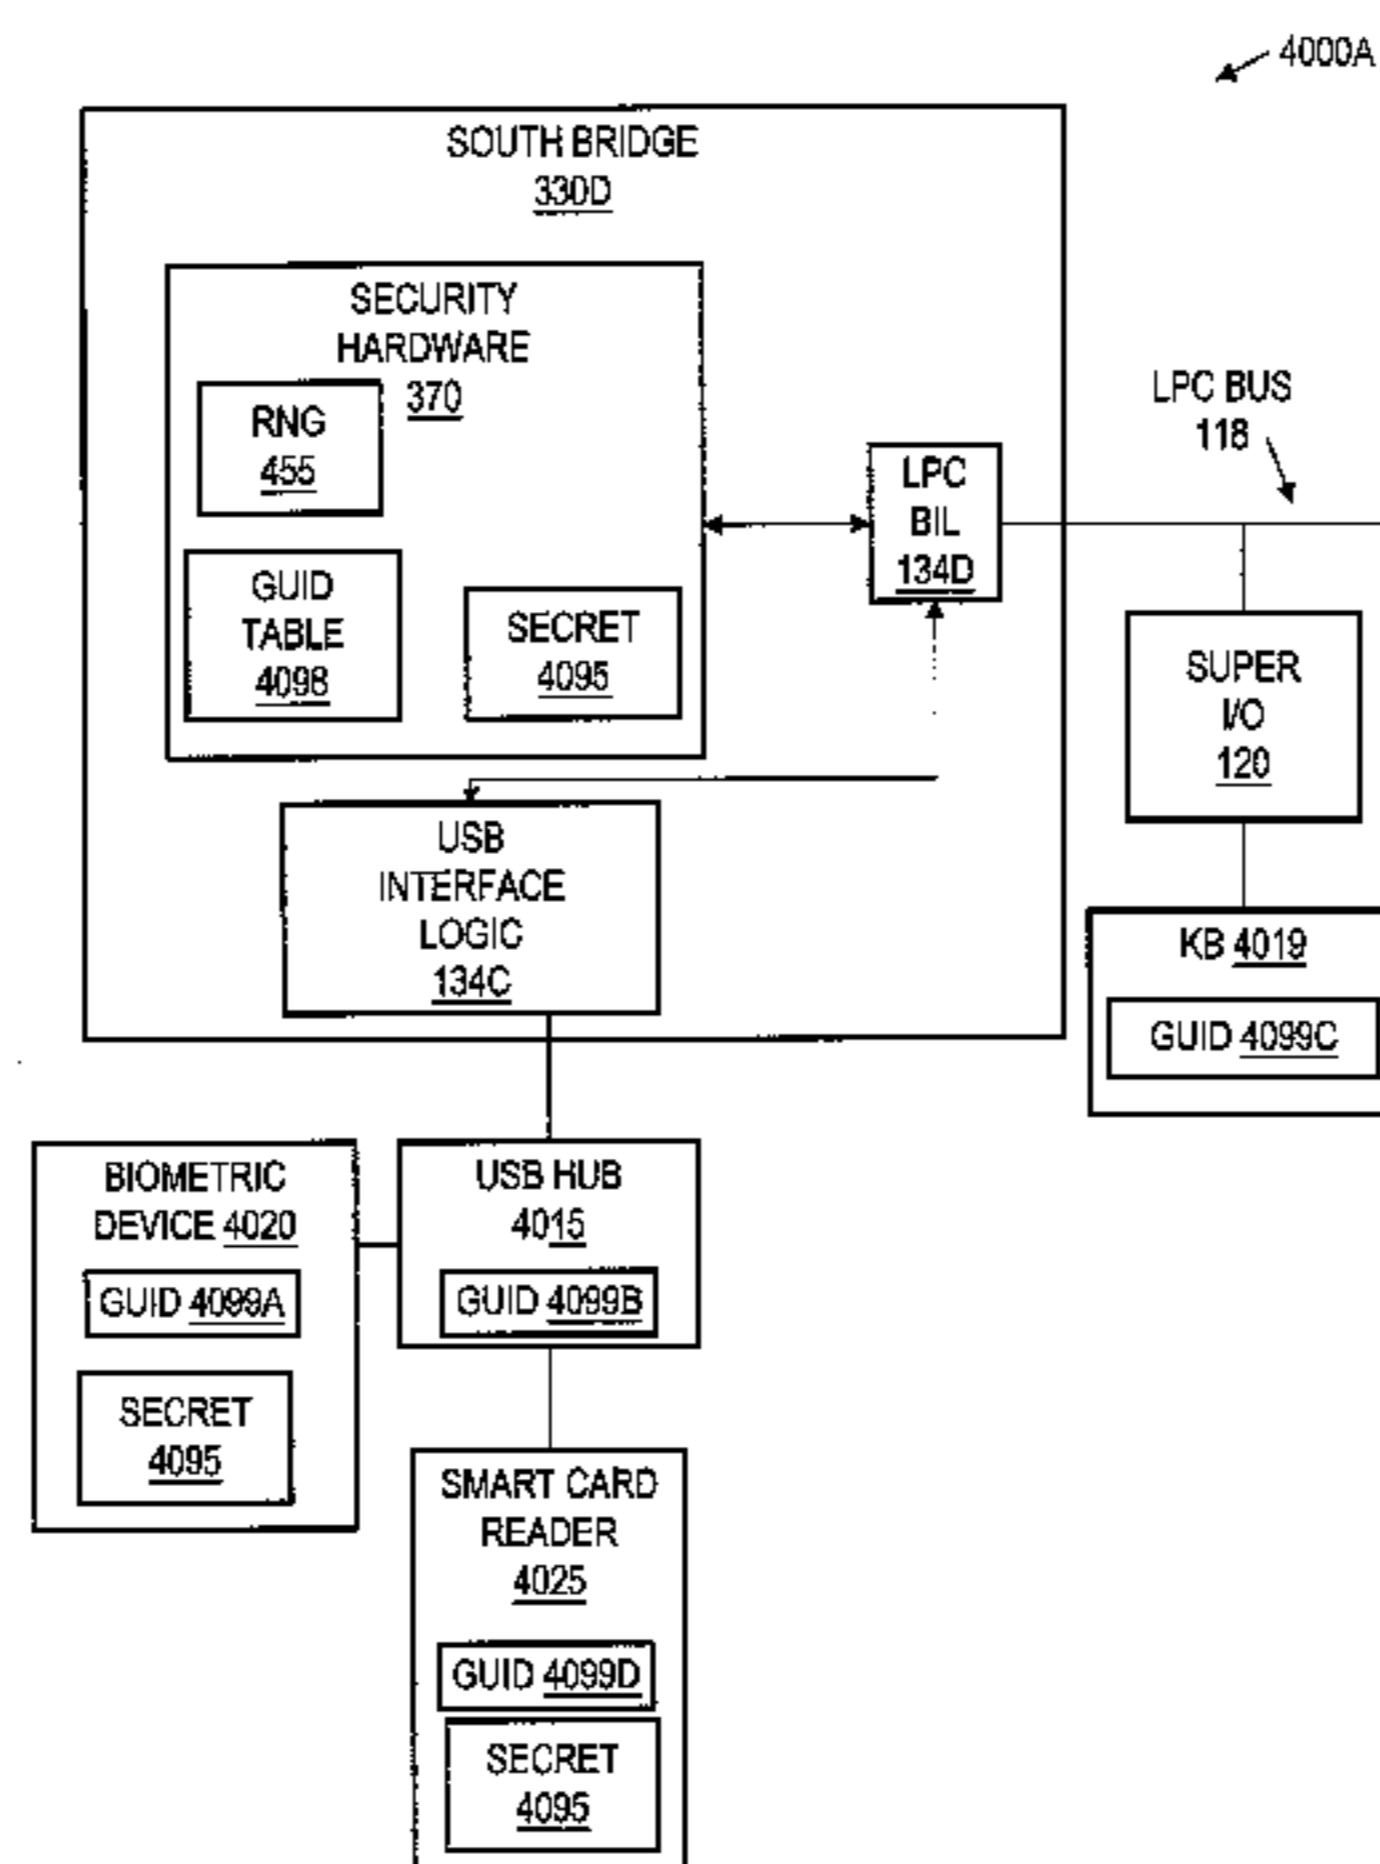 4000A
SOUTH BRIDGE
330D
SECURITY
HARDWARE
370
RNG
455
GUID
TABLE
4098
SECRET
4095
LPC
BIL
134D
LPC BUS
118
SUPER
I/O
120
KB 4019
GUID 4099C
USB
INTERFACE
LOGIC
134C
BIOMETRIC
DEVICE 4020
GUID 4099A
SECRET
4095
USB HUB
4015
GUID 4099B
SMART CARD
READER
4025
GUID 4099D
SECRET
4095